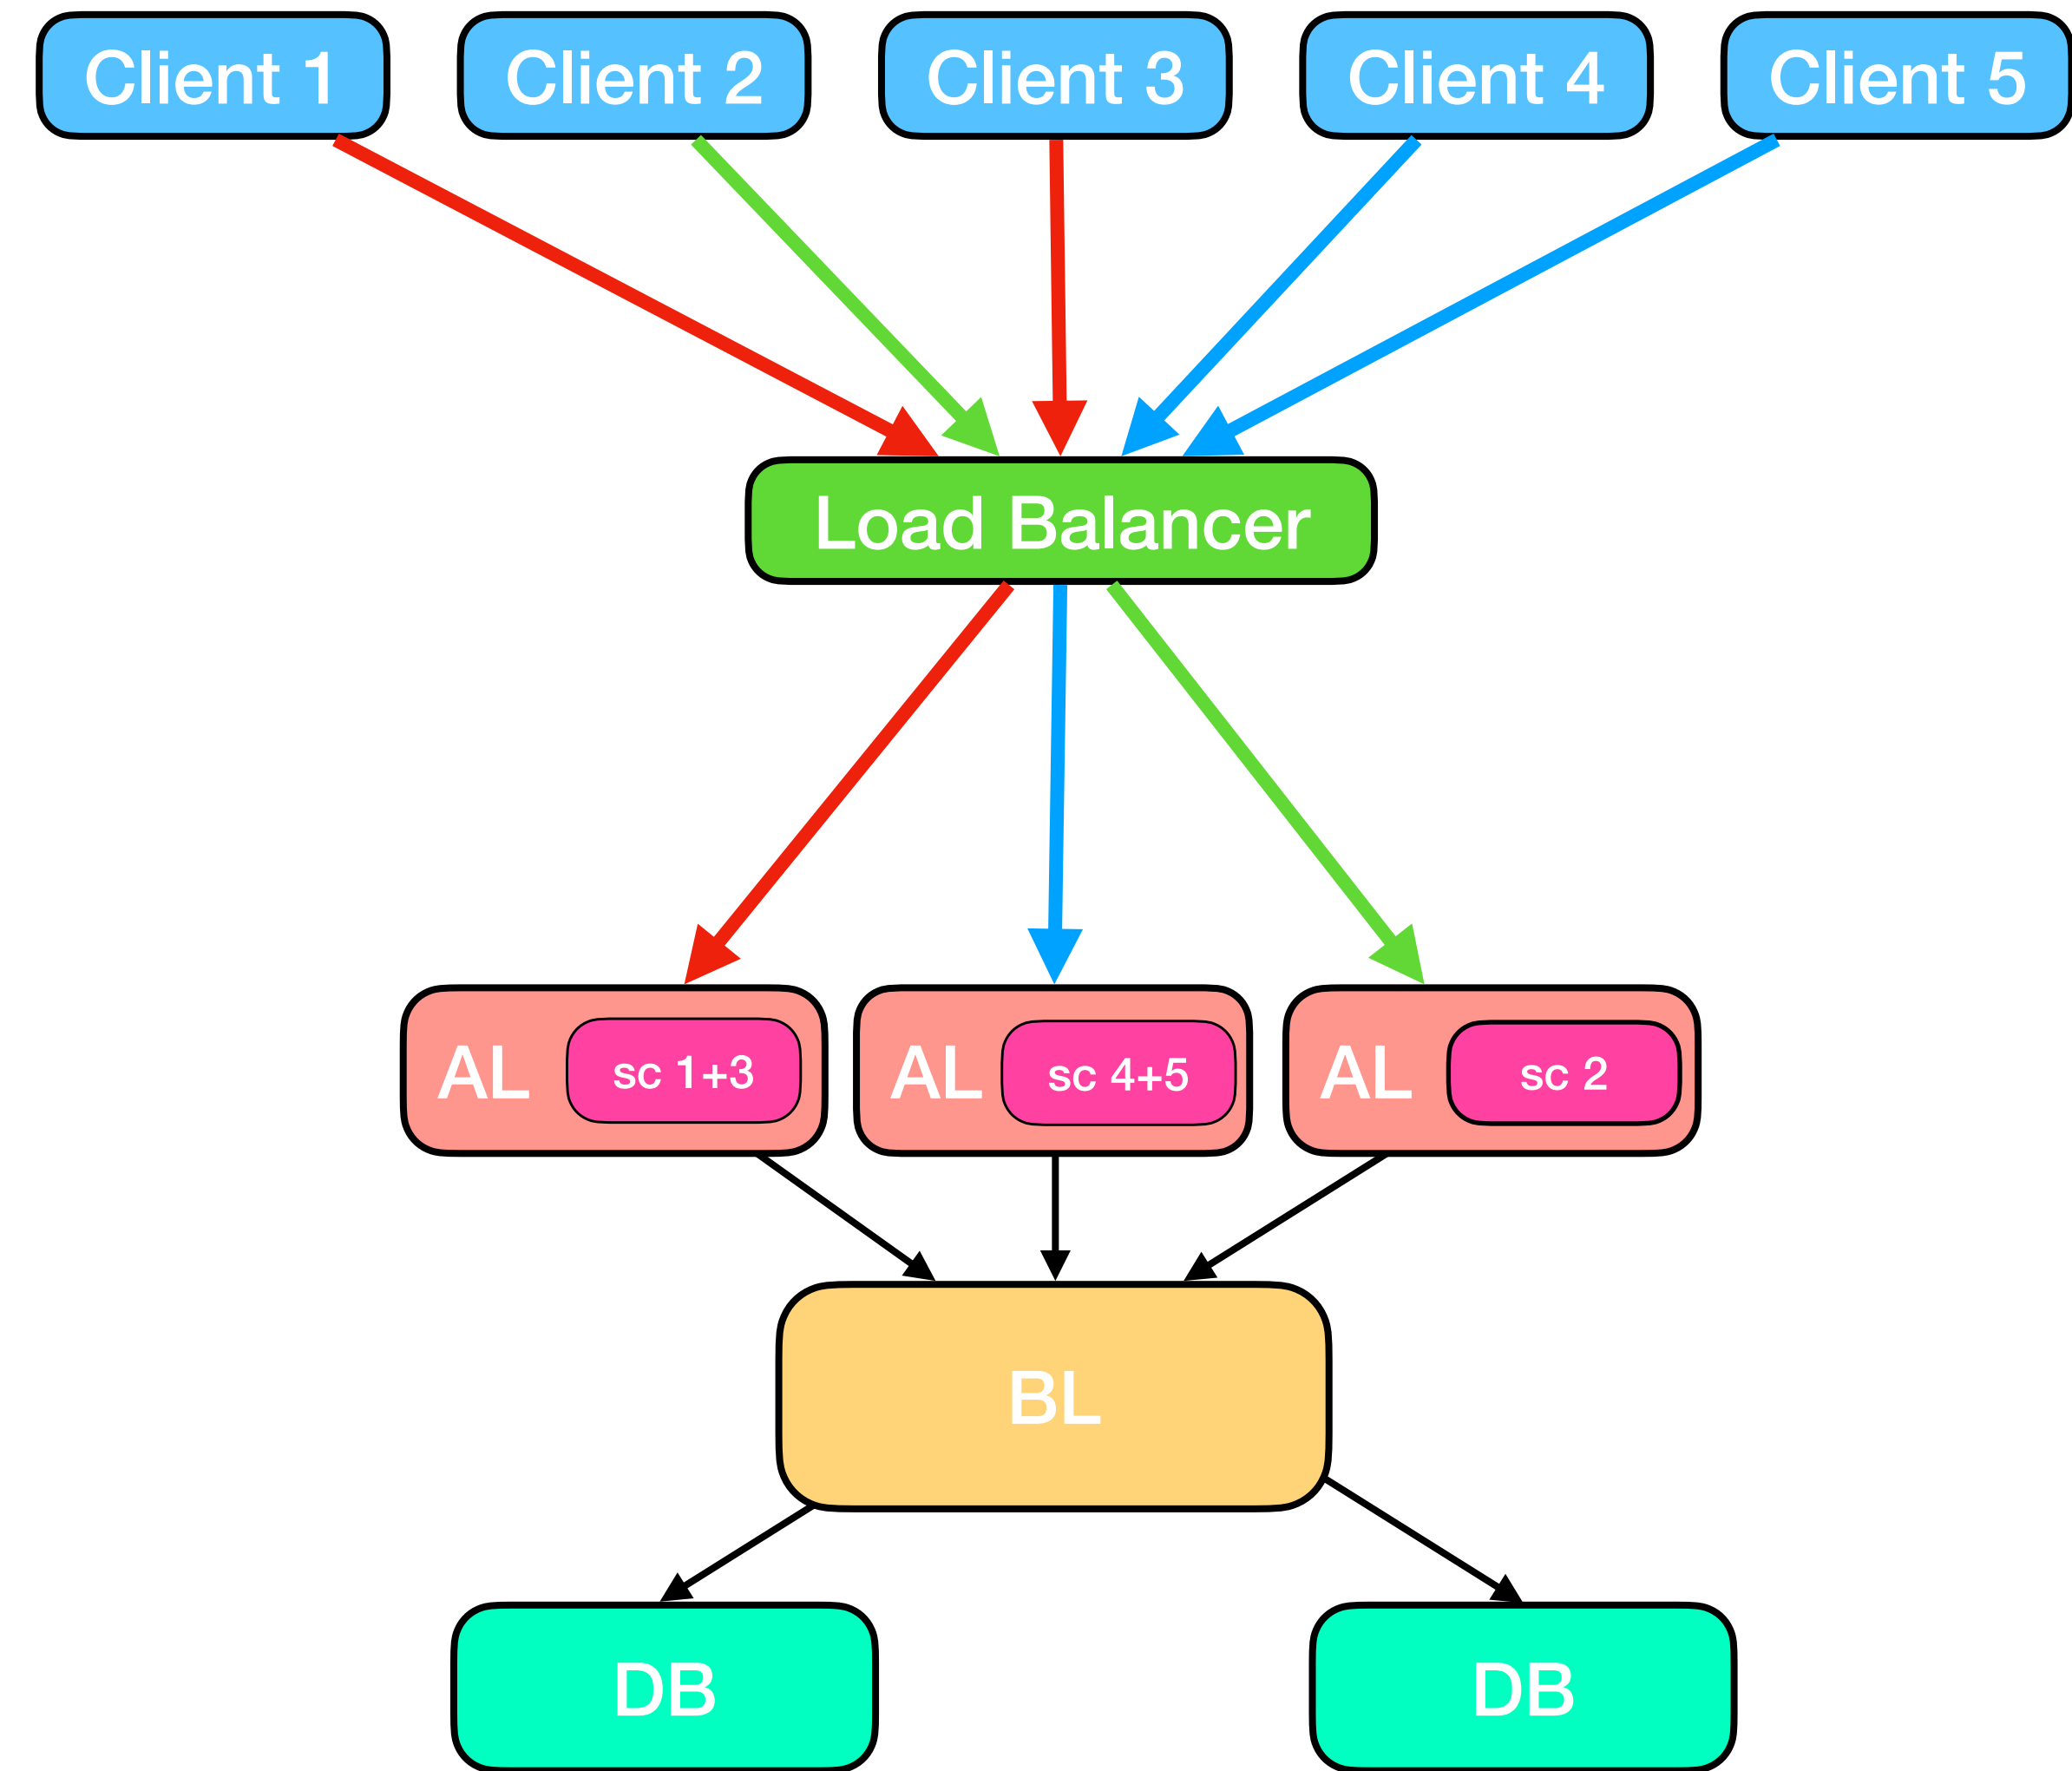 Client 1
Client 2
Client 3
Client 4
Client 5
Load Balancer
AL
sc 1+3
AL
sc 4+5
AL
sc 2
BL
DB
DB